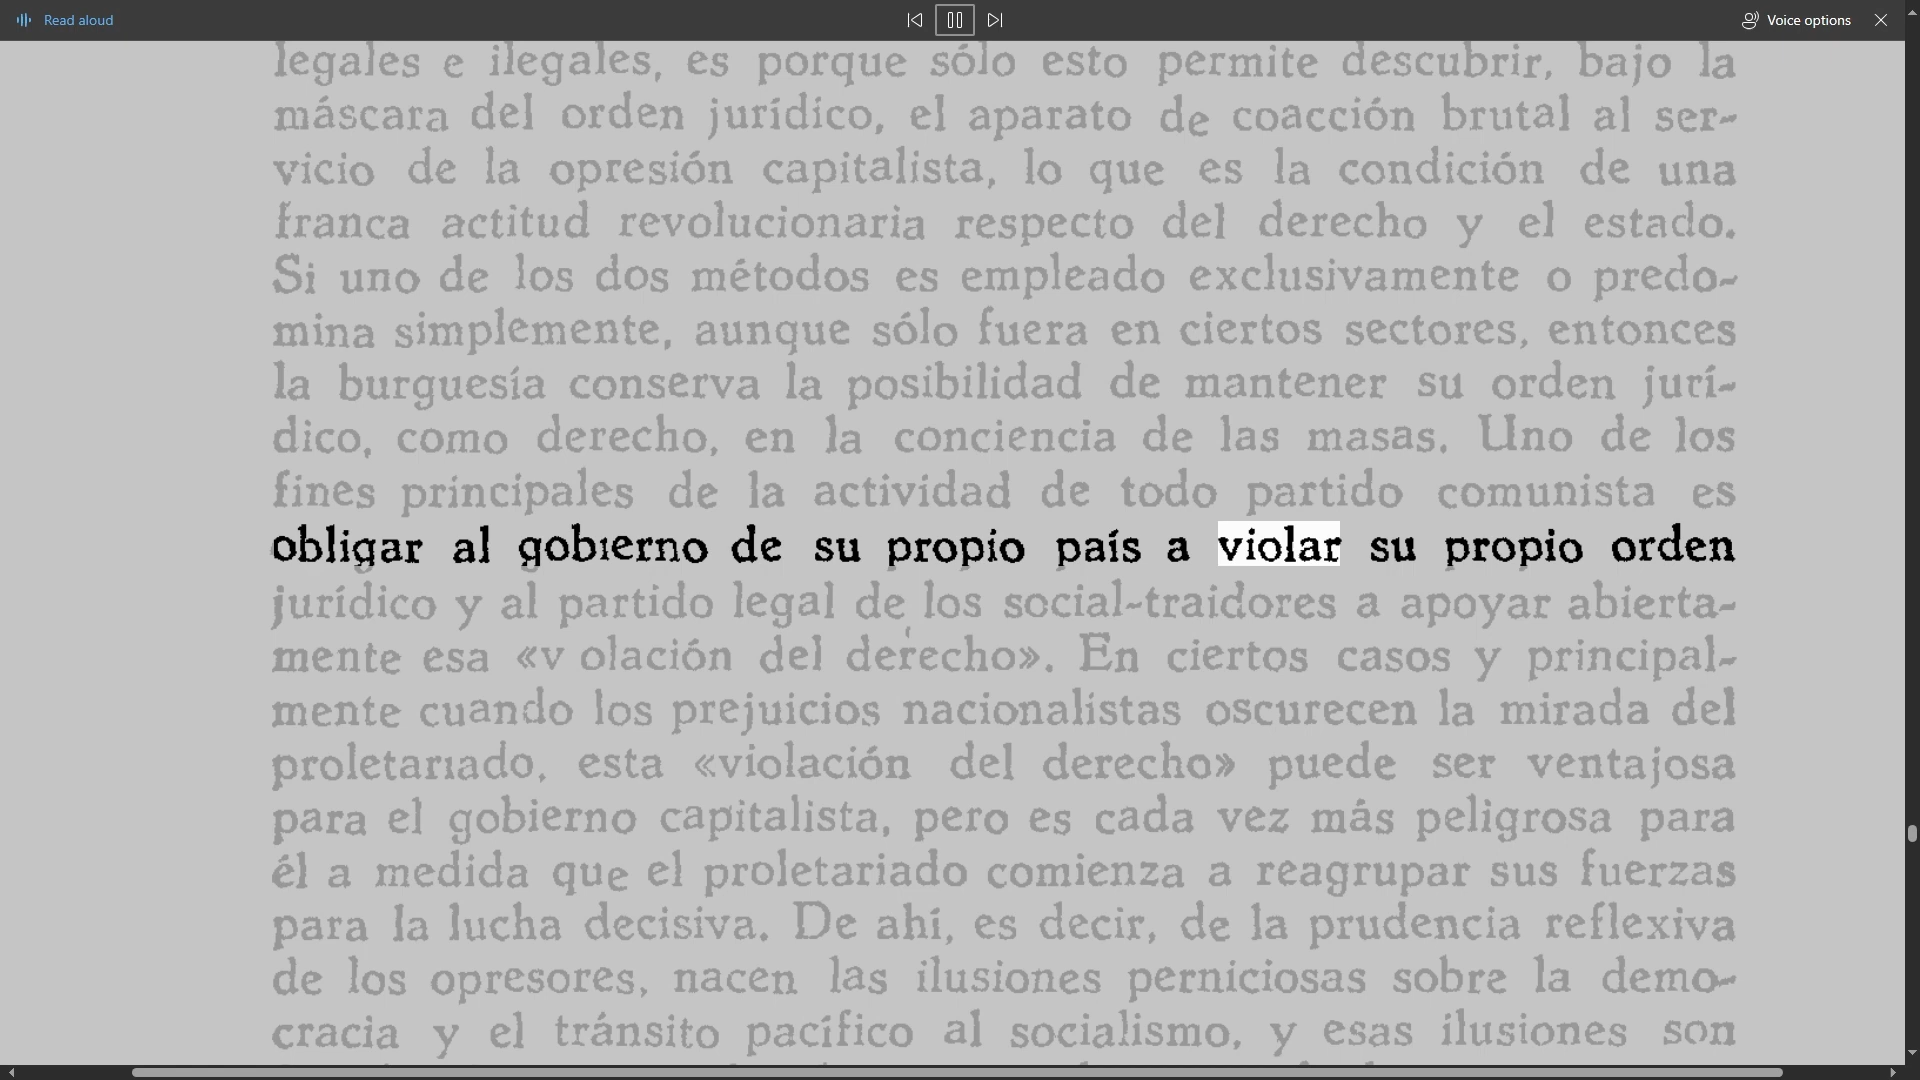 Read aloud
Voice options
legales e ilegales, es porque sólo esto permite descubrir, bajo la
máscara del orden jurídico, el aparato de coacción brutal al ser-
vicio de la opresión capitalista, lo que es la condición de una
franca actitud revolucionaria respecto del derecho y el estado.
Si uno de los dos métodos es empleado exclusivamente o predo-
mina simplemente, aunque sólo fuera en ciertos sectores, entonces
la burguesía conserva la posibilidad de mantener su orden jurí-
dico, como derecho, en la conciencia de las masas. Uno de los
fines principales de la actividad de todo partido comunista es
obligar al gobierno de su propio país a violar su propio orden
jurídico y al partido legal de los social-traidores a apoyar abierta-
mente esa «v olación del derecho». En ciertos casos y principal-
mente cuando los prejuicios nacionalistas oscurecen la mirada del
proletariado, esta «violación del derecho» puede ser ventajosa
para el gobierno capitalista, pero es cada vez más peligrosa para
él a medida que el proletariado comienza a reagrupar sus fuerzas
para la lucha decisiva. De ahí, es decir, de la prudencia reflexiva
de los opresores, nacen las ilusiones perniciosas sobre la demo-
cracia y el tránsito pacífico al socialismo, y esas ilusiones son